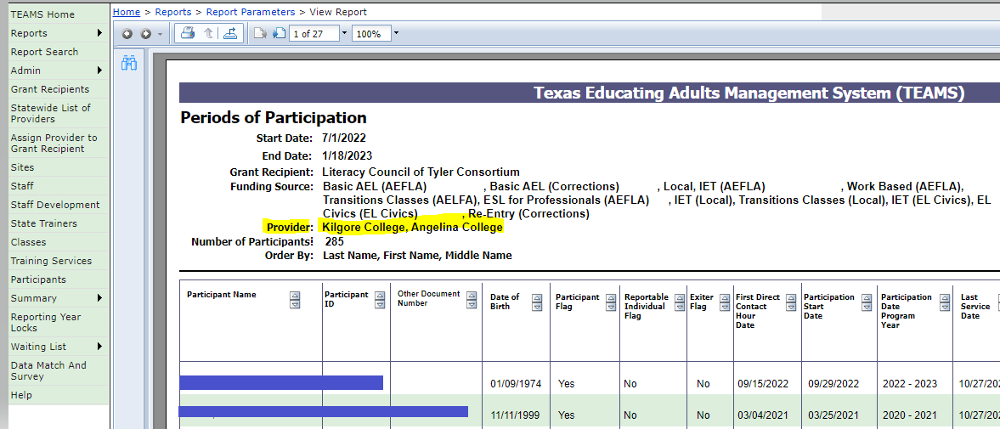 TEAMS Home
Reports
Report Search
Admin
Grant Recipients
Statewide List of
Providers
Assign Provider to
Grant Recipient
Sites
Staff
Staff Development
State Trainers
Classes
Training Services
Participants
Summary
Reporting Year
Locks
Waiting List
Data Match And
Survey
Help
Home > Reports > Report Parameters > View Report
1 of 27 100%
Texas Educating Adults Management System (TEAMS)
Periods of Participation
Start Date: 7/1/2022
End Date: 1/18/2023
Grant Recipient: Literacy Council of Tyler Consortium
Funding Source: Basic AEL (AEFLA) , Basic AEL (Corrections) , Local, IET (AEFLA) , Work Based (AEFLA),
Transitions Classes (AELFA), ESL for Professionals (AEFLA) , IET (Local), Transitions Classes (Local), IET (EL Civics), EL
Civics (EL Civics) , Re-Entry (Corrections)
Provider: Kilgore College, Angelina College
Number of Participants: 285
Order By: Last Name, First Name, Middle Name
Participant Name
Participant
ID
Other Document
Number
Date of
Birth
Participant
Flag
Reportable
Individual
Flag
Exiter
Flag
First Direct
Contact
Hour
Date
Participation
Start
Date
Participation
Date
Program
Year
Last
Service
Date
01/09/1974 Yes No No 09/15/2022 09/29/2022 2022 - 2023 10/27/202
11/11/1999 Yes No No 03/04/2021 03/25/2021 2020 - 2021 10/27/202